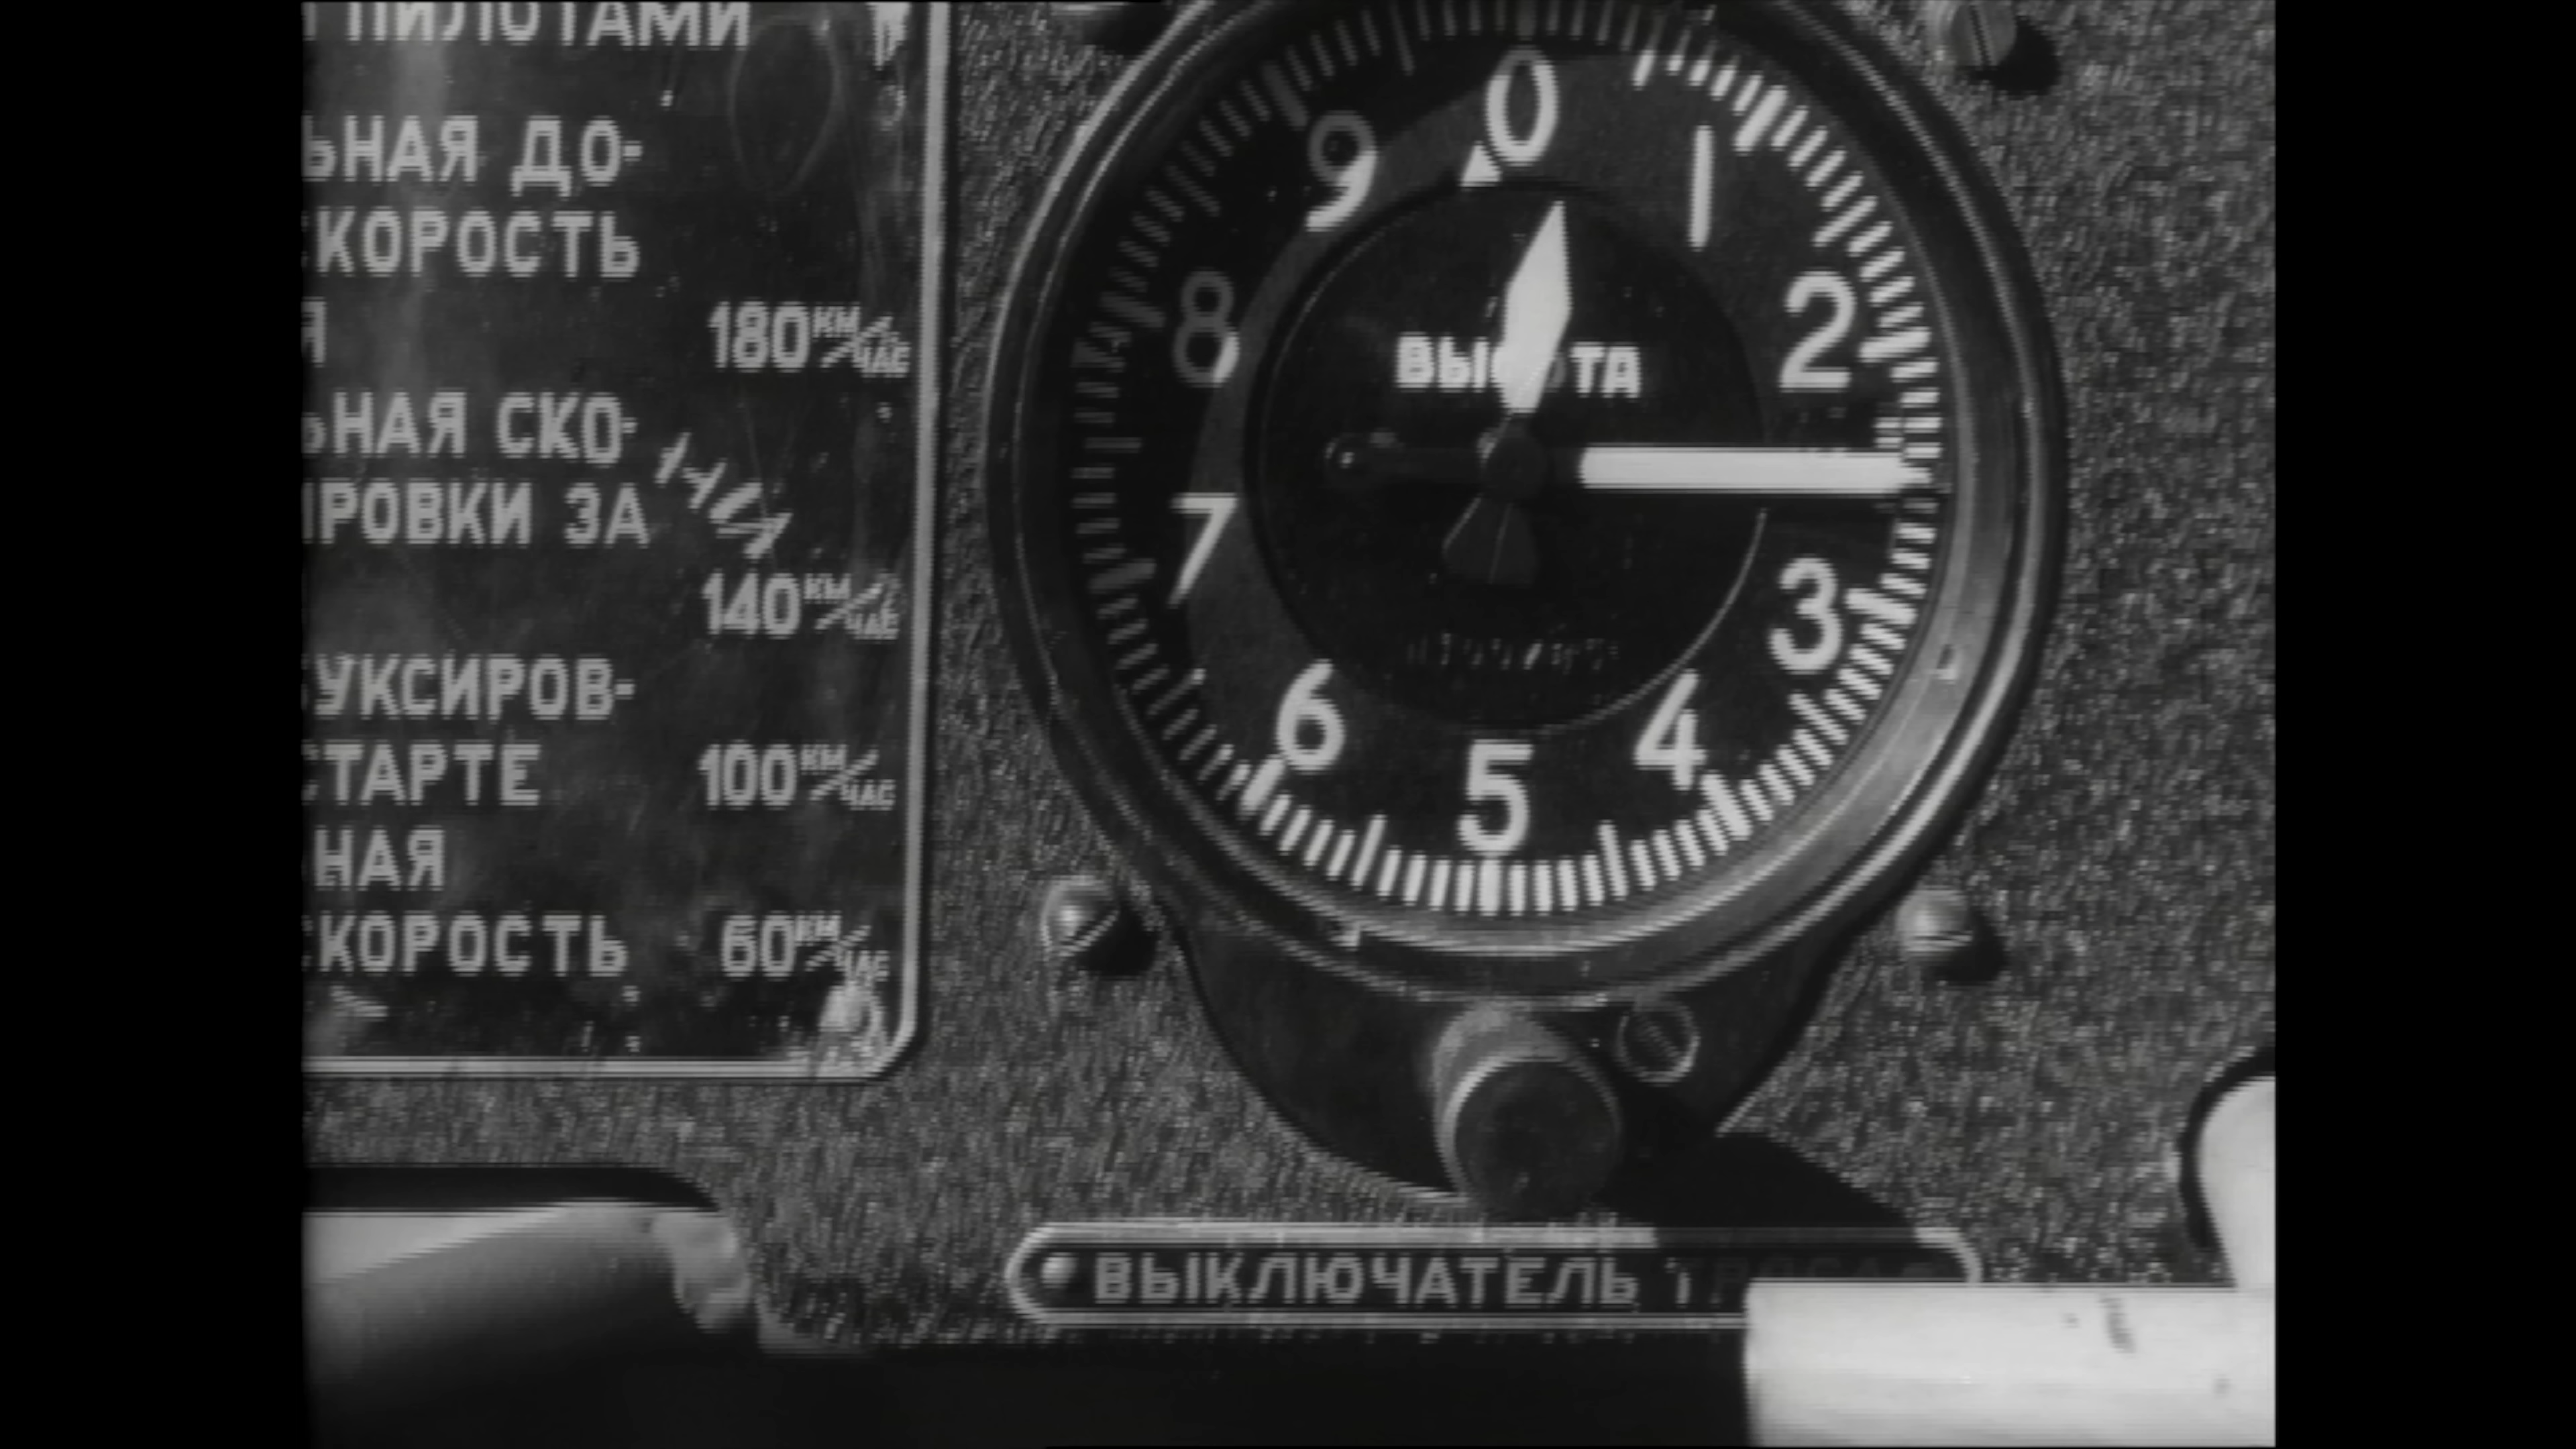 ПИЛОТАМИ
ЬНАЯ ДО-
СКОРОСТЬ
Я 180 КМ/ЧАС
ЬНАЯ СКО-
ИРОВКИ ЗА
140 КМ/ЧАС
УКСИРОВ-
СТАРТЕ 100 КМ/ЧАС
НАЯ
СКОРОСТЬ 60 КМ/ЧАС
0
1
2
3
4
5
6
7
8
9
ВЫСОТА
ВЫКЛЮЧАТЕЛЬ ТРОСА